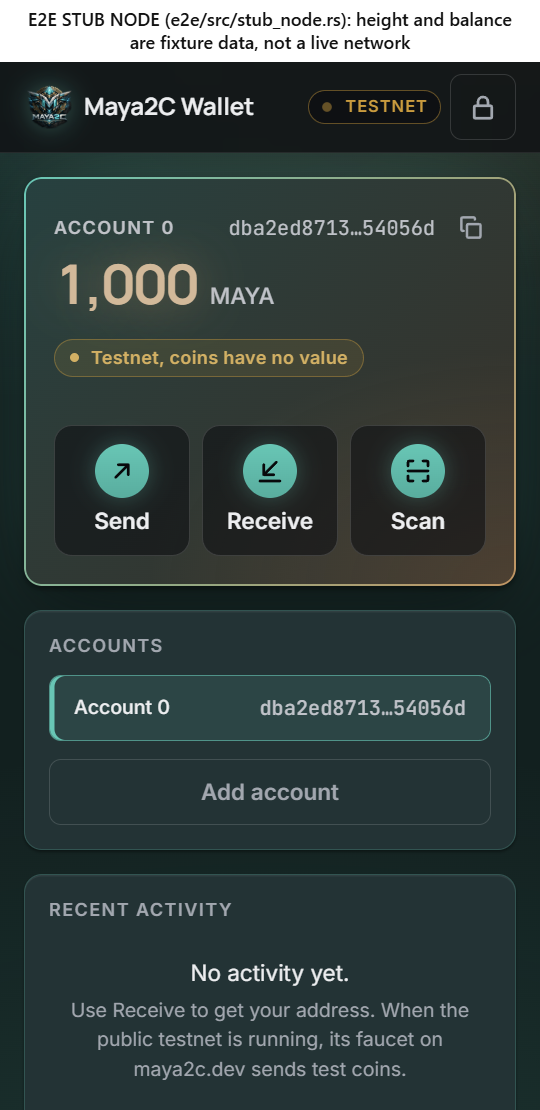 E2E STUB NODE (e2e/src/stub_node.rs): height and balance
are fixture data, not a live network
MAYA2C
Maya2C Wallet
TESTNET
ACCOUNT 0
dba2ed8713…54056d
1,000 MAYA
Testnet, coins have no value
Send
Receive
Scan
ACCOUNTS
Account 0
dba2ed8713…54056d
Add account
RECENT ACTIVITY
No activity yet.
Use Receive to get your address. When the
public testnet is running, its faucet on
maya2c.dev sends test coins.